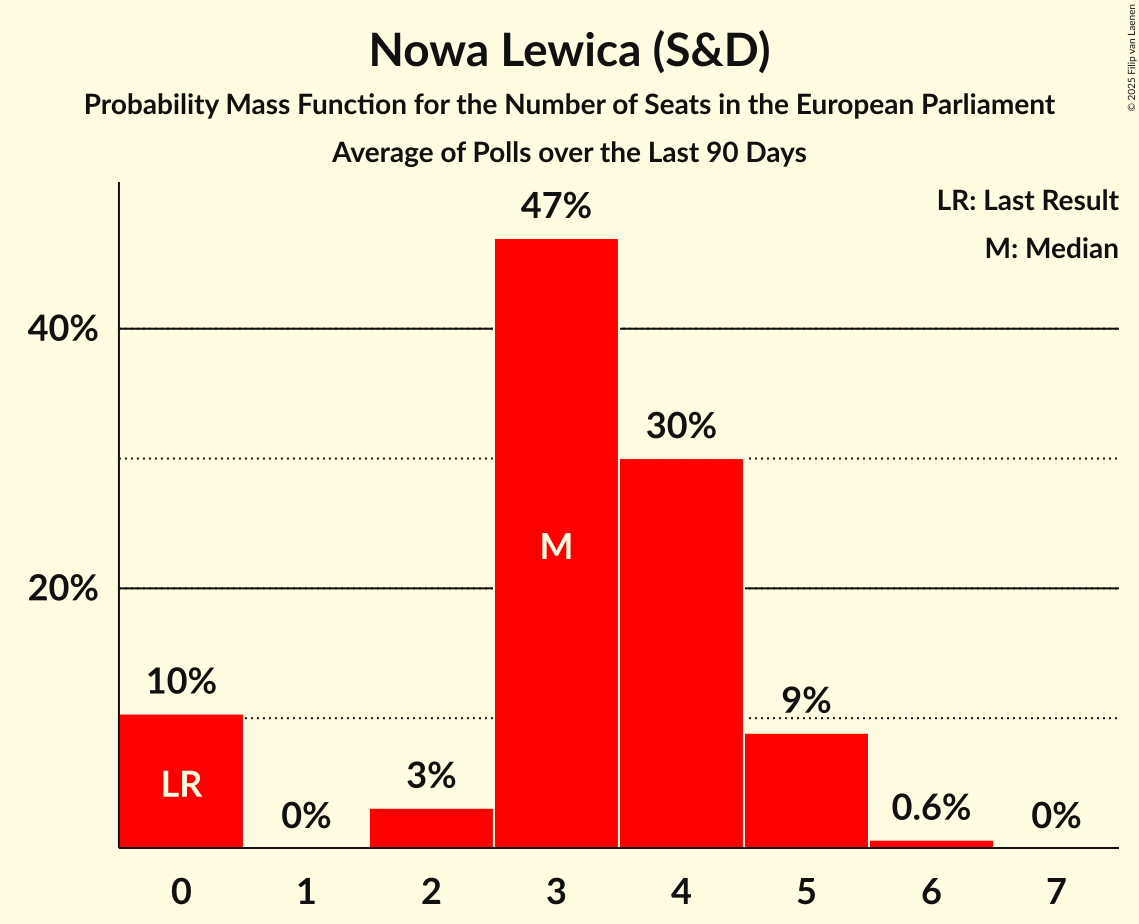 Nowa Lewica (S&D)
Probability Mass Function for the Number of Seats in the European Parliament
Average of Polls over the Last 90 Days
© 2025 Filip van Laenen
LR: Last Result
M: Median
47%
40%
30%
M
20%
10%
9%
LR
3%
0%
0.6%
0%
0 1 2 3 4 5 6 7